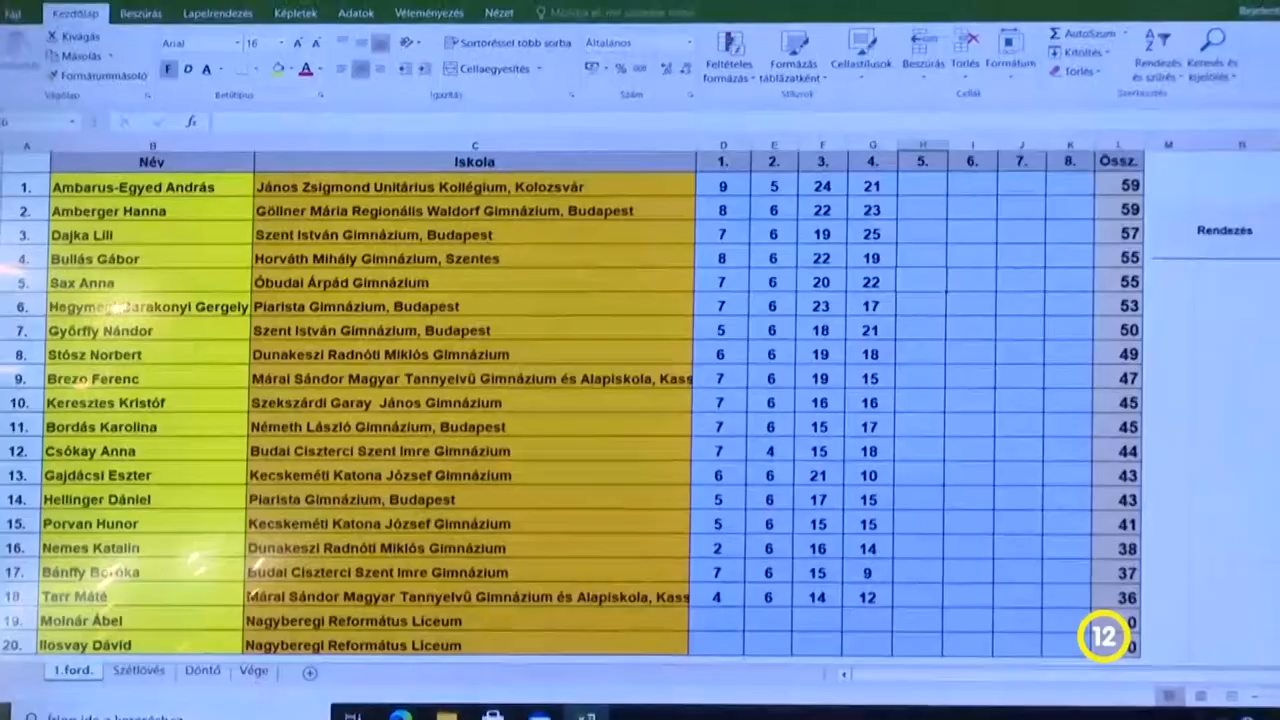 Fájl Kezdőlap Beszúrás Lapelrendezés Képletek Adatok Véleményezés Nézet
Kivágás
Másolás
Formátummásoló
Vágólap
Arial 16 A A
F D A A
Betűtípus
Sortöréssel több sorba
Cellaegyesítés
Igazítás
Általános
% 000
Szám
Feltételes formázás
Formázás táblázatként
Cellastílusok
Stílusok
Beszúrás Törlés Formátum
Cellák
Σ AutoSzum
Kitöltés
Törlés
Rendezés és szűrés
Keresés és kijelölés
Szerkesztés
fx
A B C D E F G H I J K L M N
Név Iskola 1. 2. 3. 4. 5. 6. 7. 8. Össz.
1. Ambarus-Egyed András János Zsigmond Unitárius Kollégium, Kolozsvár 9 5 24 21 59
2. Amberger Hanna Göllner Mária Regionális Waldorf Gimnázium, Budapest 8 6 22 23 59
3. Dajka Lili Szent István Gimnázium, Budapest 7 6 19 25 57
Rendezés
4. Bullás Gábor Horváth Mihály Gimnázium, Szentes 8 6 22 19 55
5. Sax Anna Óbudai Árpád Gimnázium 7 6 20 22 55
6. Gergely Piarista Gimnázium, Budapest 7 6 23 17 53
7. Győrffy Nándor Szent István Gimnázium, Budapest 5 6 18 21 50
8. Stósz Norbert Dunakeszi Radnóti Miklós Gimnázium 6 6 19 18 49
9. Brezo Ferenc Márai Sándor Magyar Tannyelvű Gimnázium és Alapiskola, Kass 7 6 19 15 47
10. Keresztes Kristóf Szekszárdi Garay János Gimnázium 7 6 16 16 45
11. Bordás Karolina Németh László Gimnázium, Budapest 7 6 15 17 45
12. Csókay Anna Budai Ciszterci Szent Imre Gimnázium 7 4 15 18 44
13. Gajdácsi Eszter Kecskeméti Katona József Gimnázium 6 6 21 10 43
14. Hellinger Dániel Piarista Gimnázium, Budapest 5 6 17 15 43
15. Porvan Hunor Kecskeméti Katona József Gimnázium 5 6 15 15 41
16. Nemes Katalin Dunakeszi Radnóti Miklós Gimnázium 2 6 16 14 38
17. Bánffy Boróka Budai Ciszterci Szent Imre Gimnázium 7 6 15 9 37
18. Tarr Máté Márai Sándor Magyar Tannyelvű Gimnázium és Alapiskola, Kass 4 6 14 12 36
19. Molnár Ábel Nagyberegi Református Líceum 0
12
20. Ilosvay Dávid Nagyberegi Református Líceum 0
1.ford. Szétlövés Döntő Vége